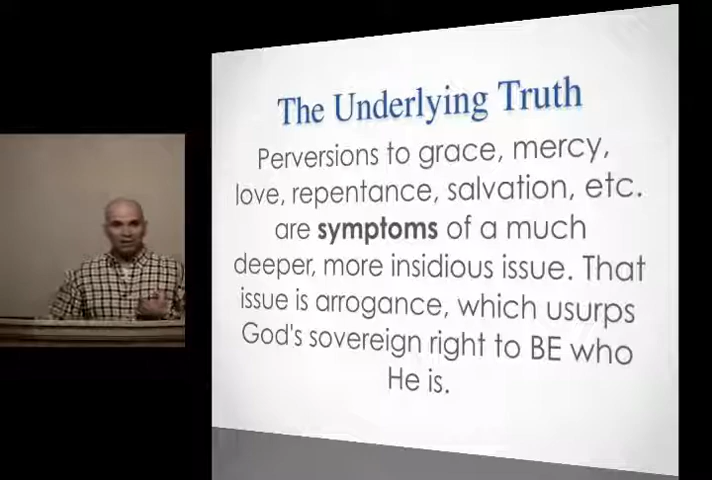 The Underlying Truth
Perversions to grace, mercy,
love, repentance, salvation, etc.
are symptoms of a much
deeper, more insidious issue. That
issue is arrogance, which usurps
God's sovereign right to BE who
He is.